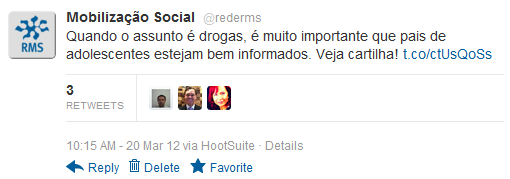 Mobilização Social @rederms
Quando o assunto é drogas, é muito importante que pais de
adolescentes estejam bem informados. Veja cartilha! t.co/ctUsQoSs
RMS
3
RETWEETS
10:15 AM - 20 Mar 12 via HootSuite · Details
Reply Delete Favorite